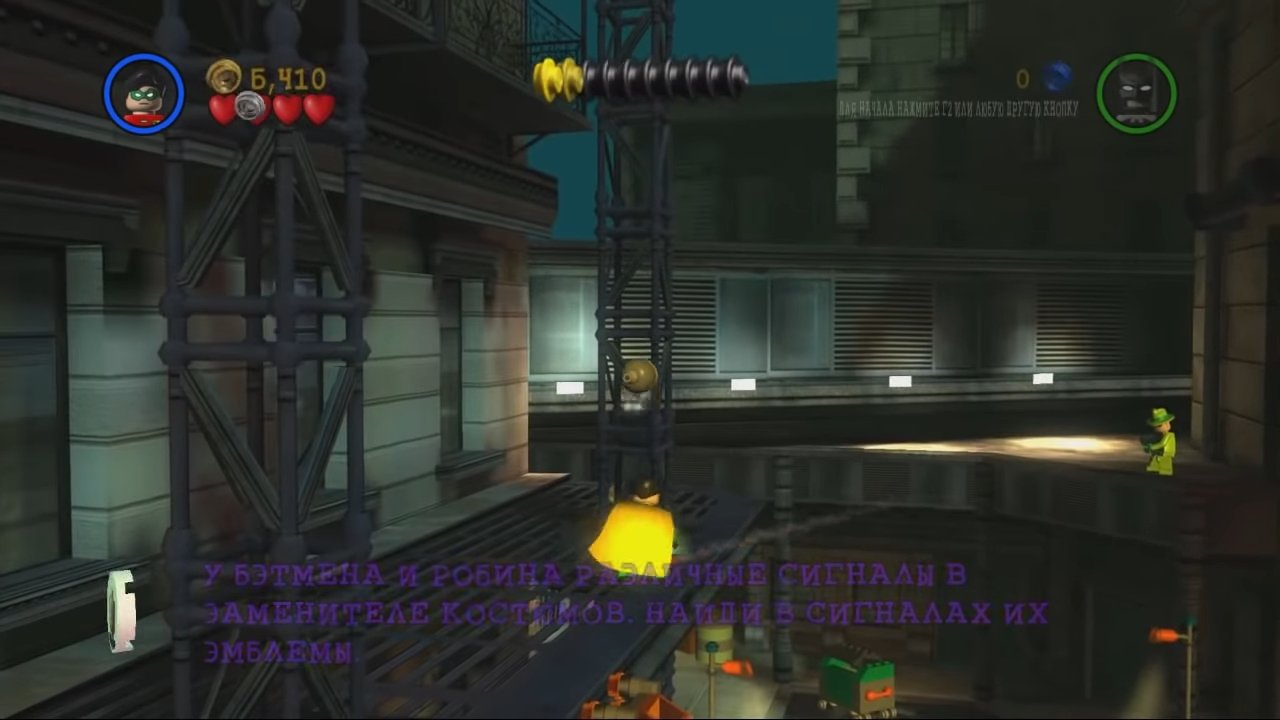 Б,410
0
ДЛЯ НАЧАЛА НАЖМИТЕ Г2 ИЛИ ЛЮБУЮ ДРУГУЮ КНОПКУ
У БЭТМЕНА И РОБИНА РАЗЛИЧНЫЕ СИГНАЛЫ В
ЗАМЕНИТЕЛЕ КОСТЮМОВ. НАЙДИ В СИГНАЛАХ ИХ
ЭМБЛЕМЫ.